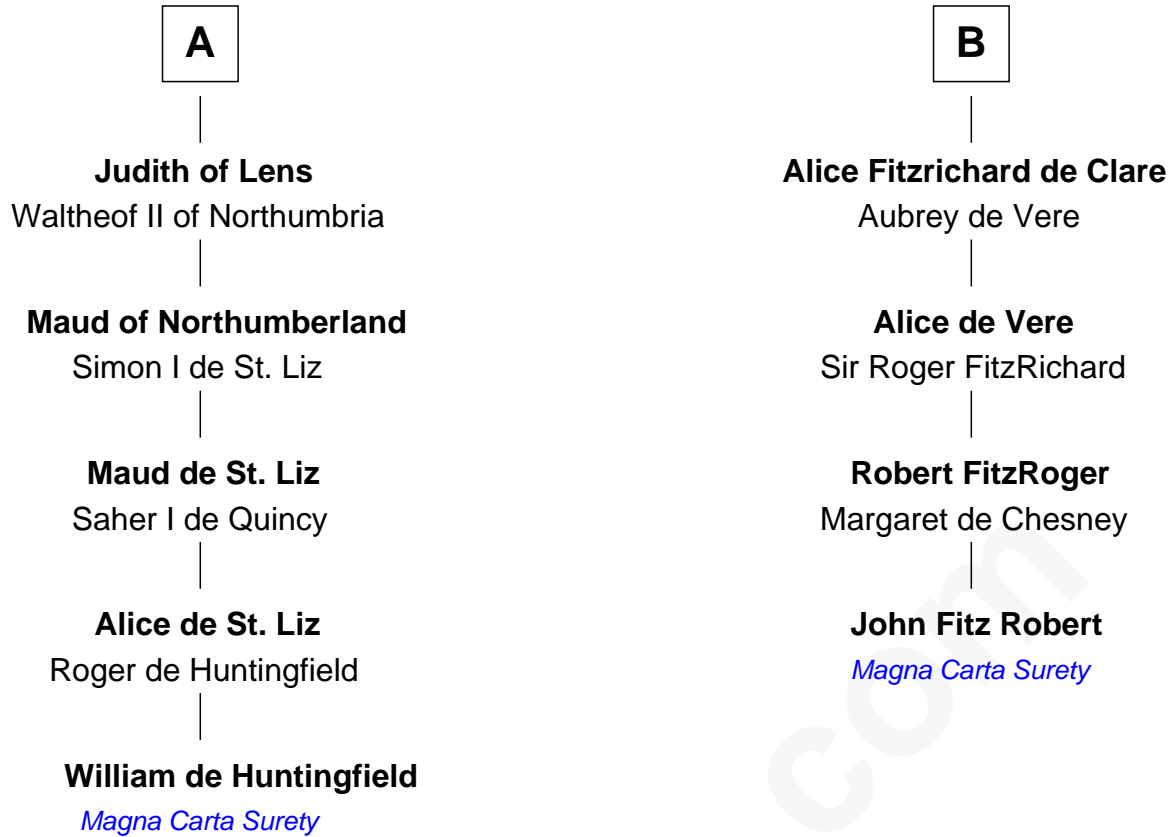 A
Judith of Lens
Waltheof II of Northumbria
Maud of Northumberland
Simon I de St. Liz
Maud de St. Liz
Saher I de Quincy
Alice de St. Liz
Roger de Huntingfield
William de Huntingfield
Magna Carta Surety
B
Alice Fitzrichard de Clare
Aubrey de Vere
Alice de Vere
Sir Roger FitzRichard
Robert FitzRoger
Margaret de Chesney
John Fitz Robert
Magna Carta Surety
com